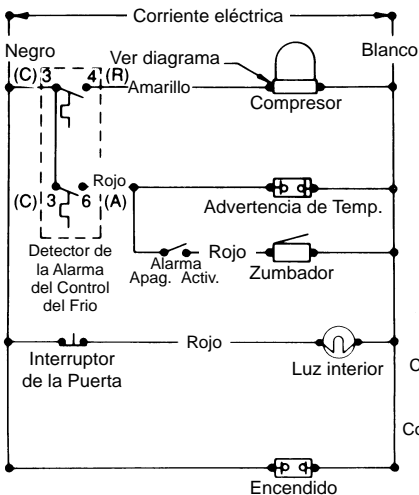 Corriente eléctrica
Negro
Blanco
Ver diagrama
(C) 3 4 (R)
Amarillo
Compresor
Rojo
(C) 3 6 (A)
Advertencia de Temp.
Detector de
la Alarma
del Control
del Frio
Alarma
Apag. Activ.
Rojo
Zumbador
Rojo
Interruptor
de la Puerta
Luz interior
C
Co
Encendido